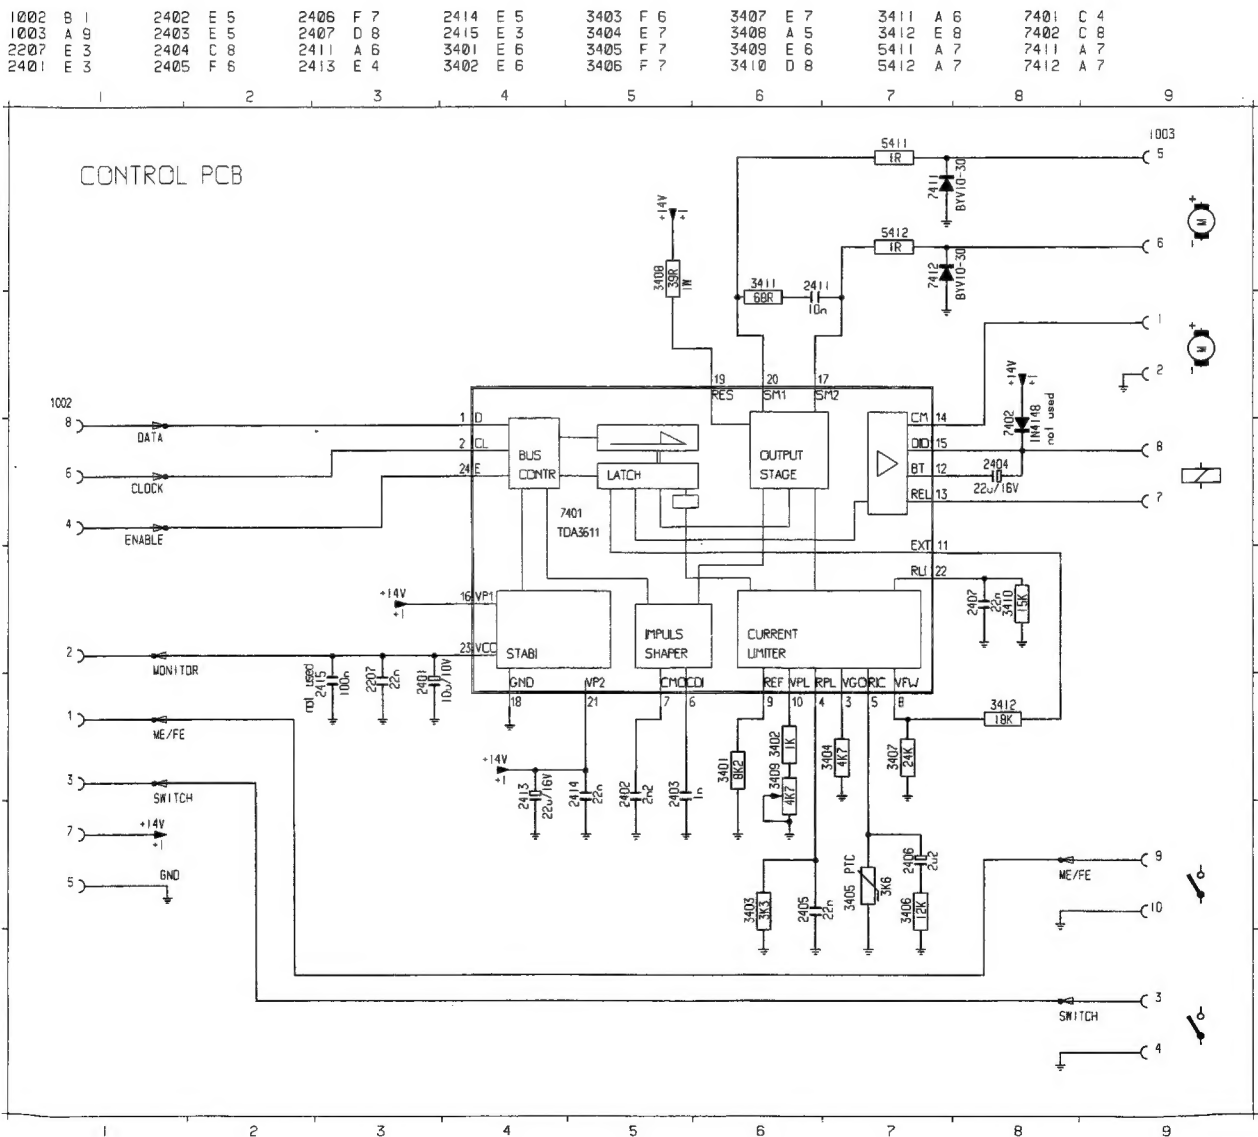 1002 B 1 2402 E 5 2406 F 7 2414 E 5 3403 F 6 3407 E 7 3411 A 6 7401 C 4
1003 A 9 2403 E 5 2407 D 8 2415 E 3 3404 E 7 3408 A 5 3412 E 8 7402 C 8
2207 E 3 2404 C 8 2411 A 6 3401 E 6 3405 F 7 3409 E 6 5411 A 7 7411 A 7
2401 E 3 2405 F 6 2413 E 4 3402 E 6 3406 F 7 3410 D 8 5412 A 7 7412 A 7
1 2 3 4 5 6 7 8 9
CONTROL PCB
1003
5411
1R
5
7411
BYV10-30
+14V
+1
5412
1R
6
M
7412
BYV10-30
3408
39R
1W
3411
68R
2411
10n
1
M
2
+14V
+1
19 20 17
RES SM1 SM2
1002
8
DATA
1 D
CM 14
7402
1N4148
not used
6
CLOCK
2 CL
BUS
CONTR
OUTPUT
STAGE
DID 15
8
24 E
LATCH
BT 12
2404
22u/16V
REL 13
7
4
ENABLE
7401
TDA3611
EXT 11
RLI 22
+14V
+1
16 VP1
2407
22n
3410
15K
2
MONITOR
23 VCC
STABI
IMPULS
SHAPER
CURRENT
LIMITER
not used
2415
100n
2207
22n
2401
10u/10V
GND VP2 CMO CDI REF VPL RPL VGO RIC VFW
18 21 7 6 9 10 4 3 5 8
1
ME/FE
3412
18K
+14V
+1
2413
22u/16V
2414
22n
2402
2n2
2403
1n
3401
8K2
3402
1K
3409
4K7
3404
4K7
3407
24K
3
SWITCH
7
+14V
+1
5
GND
3403
3K3
2405
22n
3405 PTC
3K6
2406
2u2
3406
12K
ME/FE
9
10
SWITCH
3
4
1 2 3 4 5 6 7 8 9